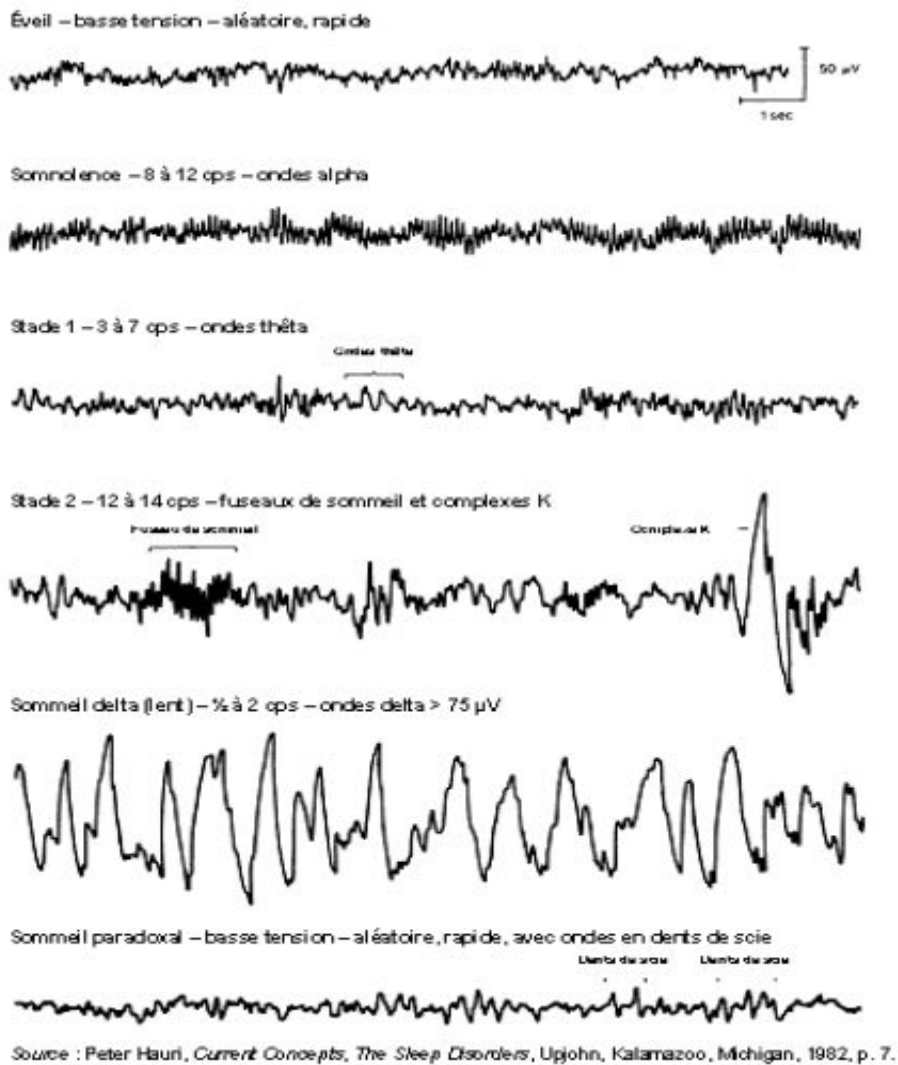 Éveil – basse tension – aléatoire, rapide
50 µV
1 sec
Somnolence – 8 à 12 cps – ondes alpha
Stade 1 – 3 à 7 cps – ondes thêta
Ondes thêta
Stade 2 – 12 à 14 cps – fuseaux de sommeil et complexes K
Fuseau de sommeil
Complexe K
Sommeil delta (lent) – ½ à 2 cps – ondes delta > 75 µV
Sommeil paradoxal – basse tension – aléatoire, rapide, avec ondes en dents de scie
Dents de scie Dents de scie
Source : Peter Hauri, Current Concepts, The Sleep Disorders, Upjohn, Kalamazoo, Michigan, 1982, p. 7.